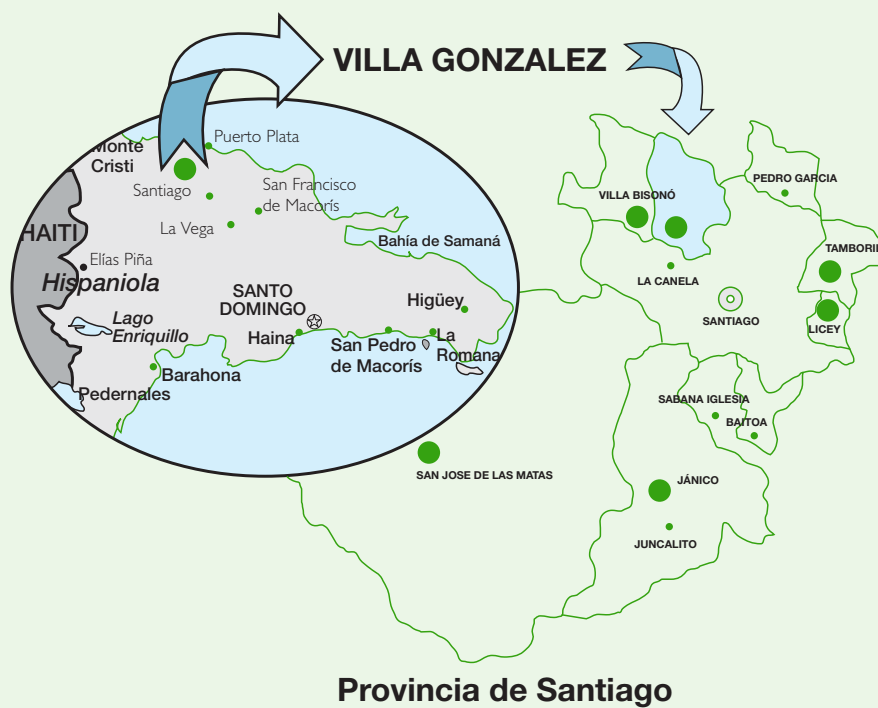 VILLA GONZALEZ
Puerto Plata
Monte
Cristi
Santiago
San Francisco
de Macorís
La Vega
HAITI
Elías Piña
Hispaniola
Bahía de Samaná
Lago
Enriquillo
SANTO
DOMINGO
Haina
Higüey
San Pedro
de Macorís
La
Romana
Barahona
Pedernales
VILLA BISONÓ
PEDRO GARCIA
TAMBORIL
LA CANELA
SANTIAGO
LICEY
SABANA IGLESIA
BAITOA
SAN JOSE DE LAS MATAS
JÁNICO
JUNCALITO
Provincia de Santiago